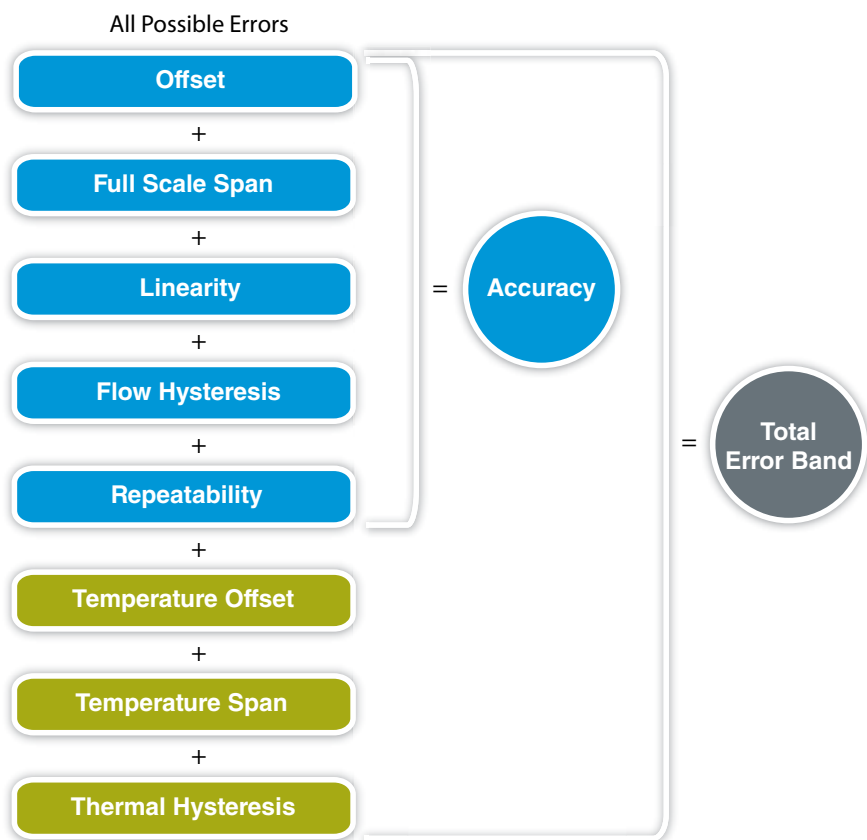 All Possible Errors
Offset
+
Full Scale Span
+
Linearity
+
Flow Hysteresis
+
Repeatability
+
Temperature Offset
+
Temperature Span
+
Thermal Hysteresis
=
Accuracy
=
Total
Error Band